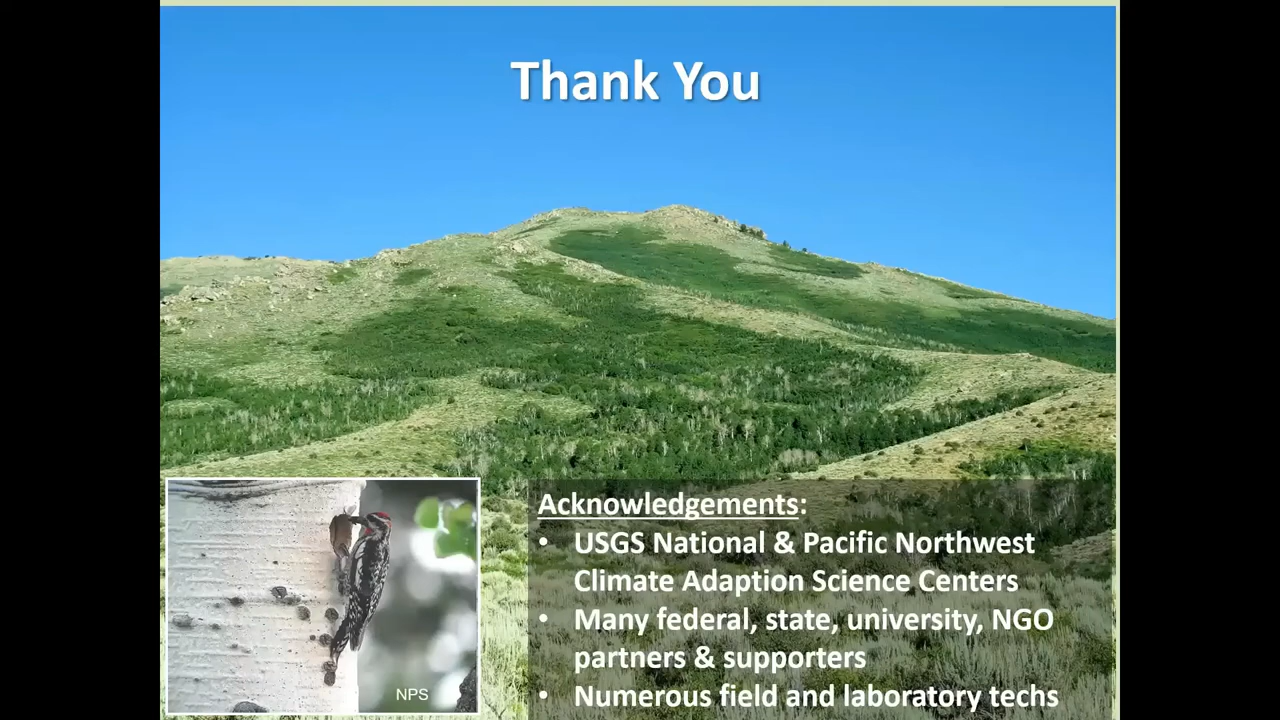 Thank You
Acknowledgements:
• USGS National & Pacific Northwest
Climate Adaption Science Centers
• Many federal, state, university, NGO
partners & supporters
• Numerous field and laboratory techs
NPS